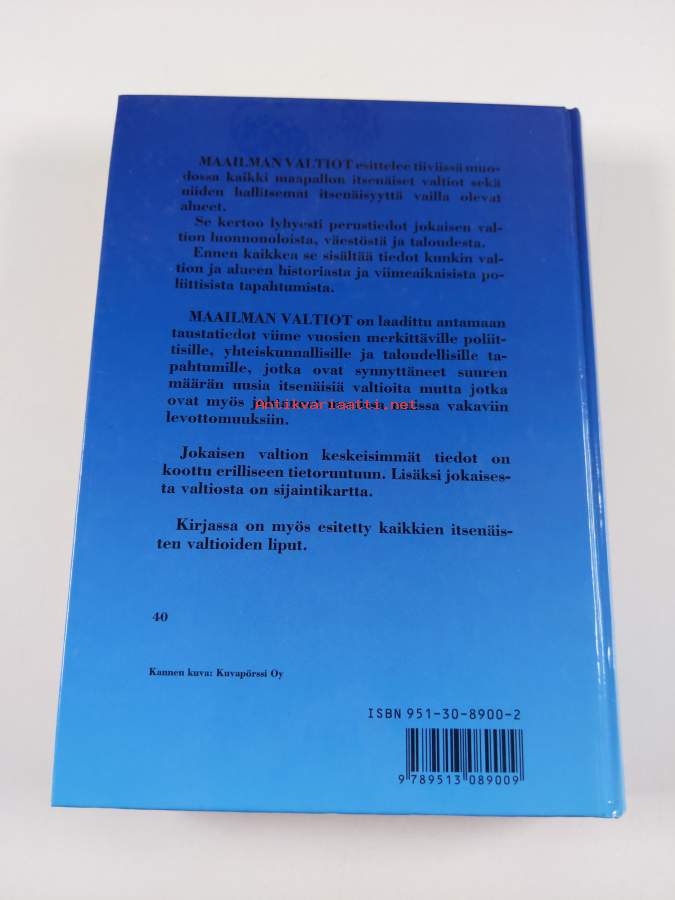 MAAILMAN VALTIOT esittelee tiiviissä muo-
dossa kaikki maapallon itsenäiset valtiot sekä
niiden hallitsemat itsenäisyyttä vailla olevat
alueet.
Se kertoo lyhyesti perustiedot jokaisen val-
tion luonnonoloista, väestöstä ja taloudesta.
Ennen kaikkea se sisältää tiedot kunkin val-
tion ja alueen historiasta ja viimeaikaisista po-
liittisista tapahtumista.
MAAILMAN VALTIOT on laadittu antamaan
taustatiedot viime vuosien merkittäville poliit-
tisille, yhteiskunnallisille ja taloudellisille ta-
pahtumille, jotka ovat synnyttäneet suuren
määrän uusia itsenäisiä valtioita mutta jotka
ovat myös vakaviin
Antikvariaatti.net
levottomuuksiin.
Jokaisen valtion keskeisimmät tiedot on
koottu erilliseen tietoruutuun. Lisäksi jokaises-
ta valtiosta on sijaintikartta.
Kirjassa on myös esitetty kaikkien itsenäis-
ten valtioiden liput.
40
Kannen kuva: Kuvapörssi Oy
ISBN 951-30-8900-2
9 789513 089009